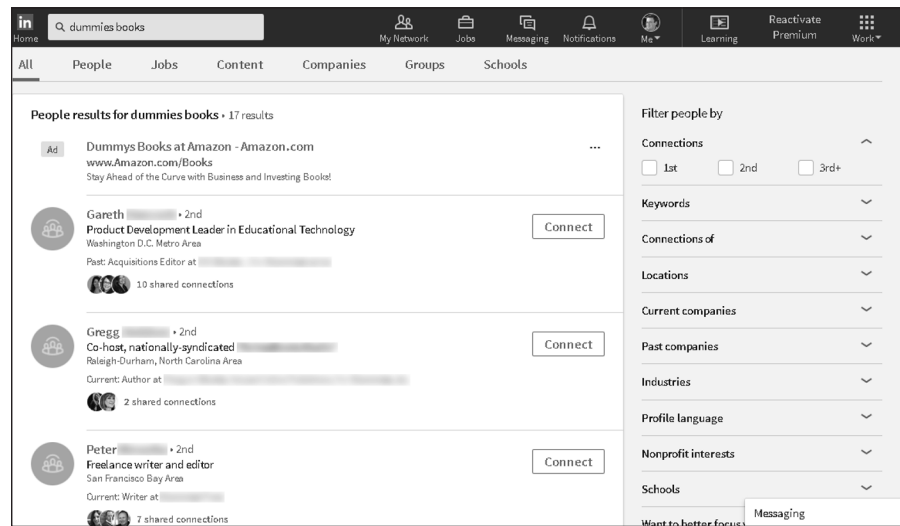 in
dummies books
Home
My Network
Jobs
Messaging
Notifications
Me
Learning
Reactivate
Premium
Work
All People Jobs Content Companies Groups Schools
People results for dummies books • 17 results
Ad
Dummys Books at Amazon - Amazon.com
...
www.Amazon.com/Books
Stay Ahead of the Curve with Business and Investing Books!
Gareth • 2nd
Product Development Leader in Educational Technology
Washington D.C. Metro Area
Past: Acquisitions Editor at
10 shared connections
Connect
Gregg • 2nd
Co-host, nationally-syndicated
Raleigh-Durham, North Carolina Area
Current: Author at
2 shared connections
Connect
Peter • 2nd
Freelance writer and editor
San Francisco Bay Area
Current: Writer at
7 shared connections
Connect
Filter people by
Connections
1st 2nd 3rd+
Keywords
Connections of
Locations
Current companies
Past companies
Industries
Profile language
Nonprofit interests
Schools
Want to better focus
Messaging